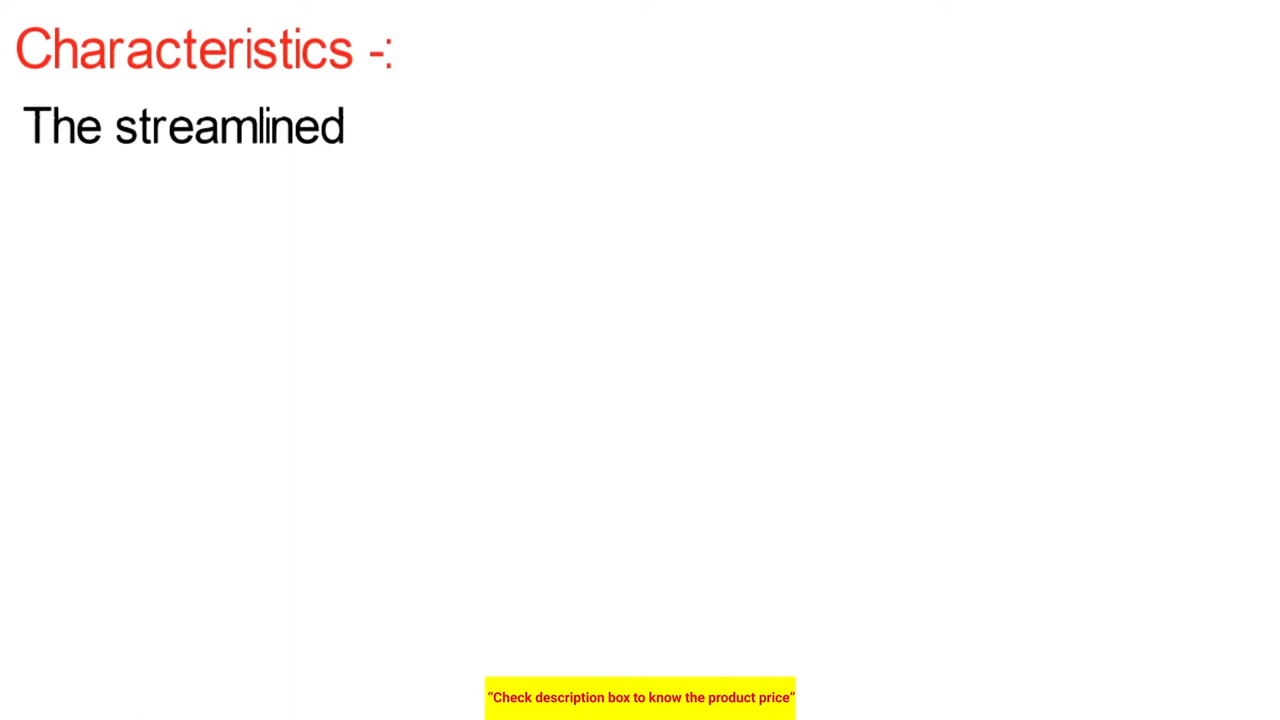 Characteristics -:
The streamlined
“Check description box to know the product price”